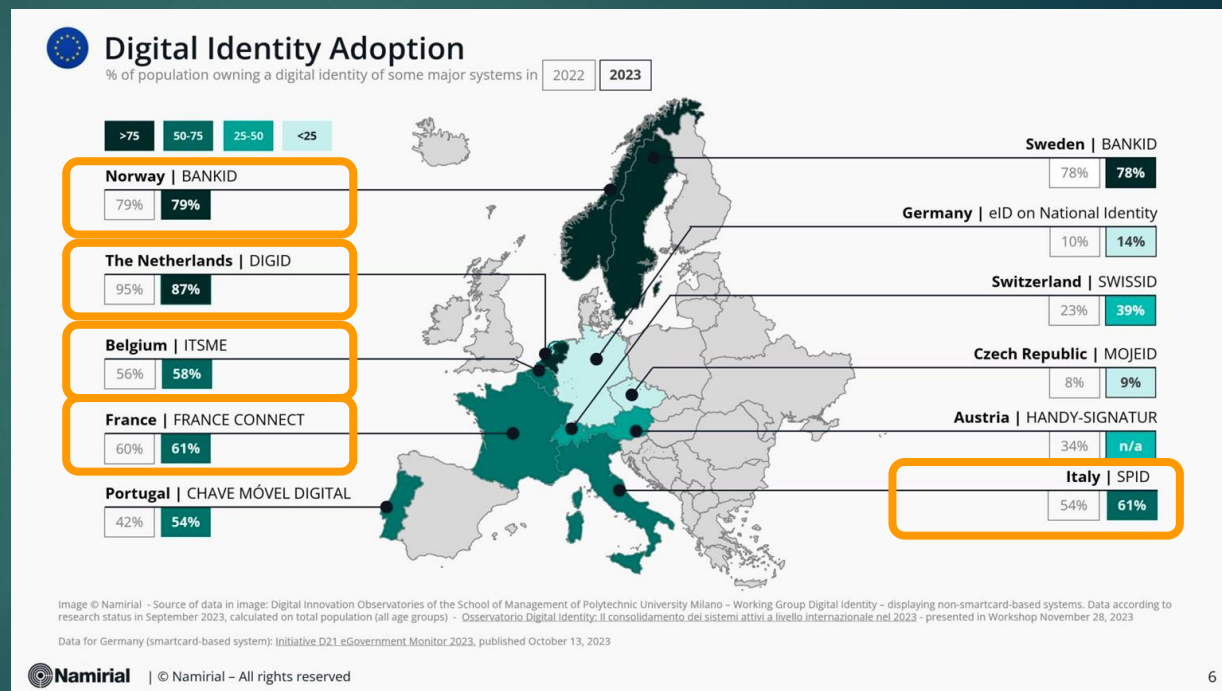 Digital Identity Adoption
% of population owning a digital identity of some major systems in 2022 2023
>75 50-75 25-50 <25
Norway | BANKID
79% 79%
The Netherlands | DIGID
95% 87%
Belgium | ITSME
56% 58%
France | FRANCE CONNECT
60% 61%
Portugal | CHAVE MÓVEL DIGITAL
42% 54%
Sweden | BANKID
78% 78%
Germany | eID on National Identity
10% 14%
Switzerland | SWISSID
23% 39%
Czech Republic | MOJEID
8% 9%
Austria | HANDY-SIGNATUR
34% n/a
Italy | SPID
54% 61%
Image © Namirial - Source of data in image: Digital Innovation Observatories of the School of Management of Polytechnic University Milano – Working Group Digital Identity – displaying non-smartcard-based systems. Data according to
research status in September 2023, calculated on total population (all age groups) - Osservatorio Digital Identity: Il consolidamento dei sistemi attivi a livello internazionale nel 2023 - presented in Workshop November 28, 2023
Data for Germany (smartcard-based system): Initiative D21 eGovernment Monitor 2023, published October 13, 2023
Namirial | © Namirial – All rights reserved
6